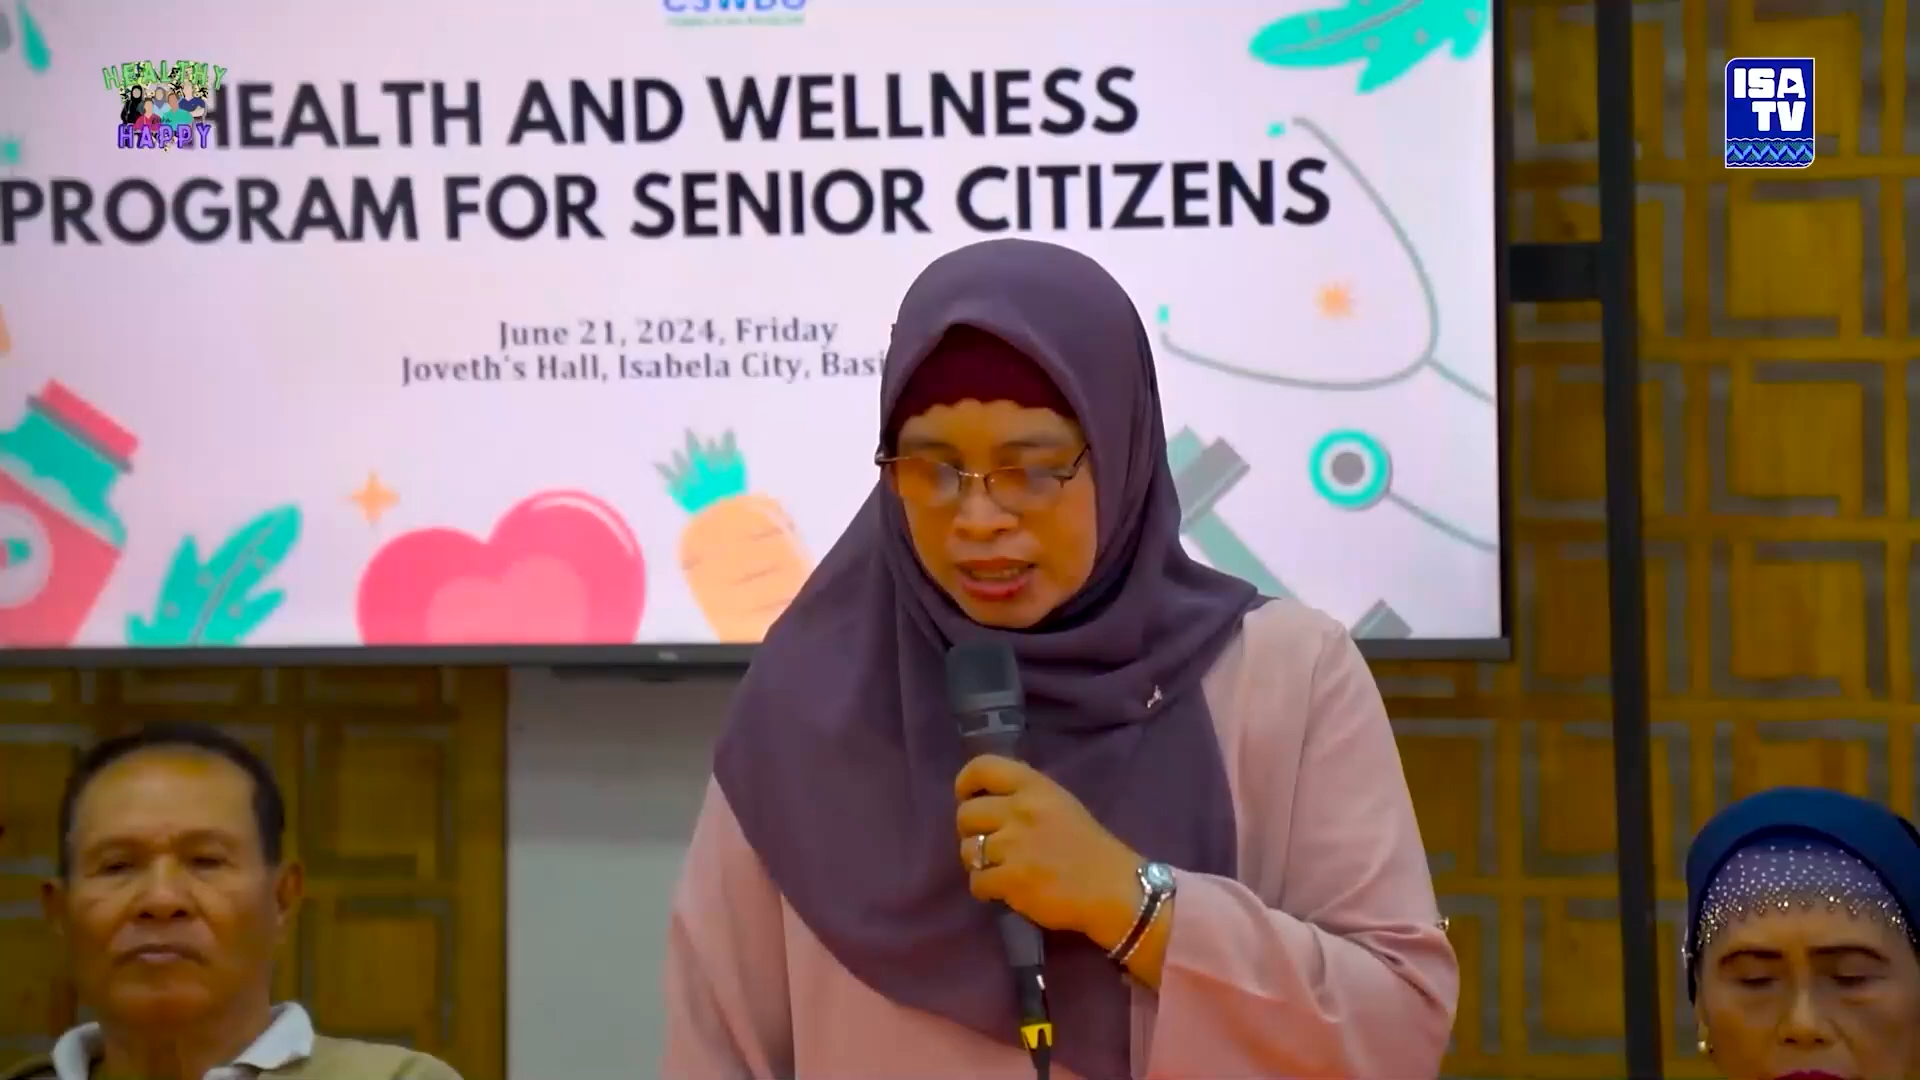 CSWDO
HEALTH AND WELLNESS
PROGRAM FOR SENIOR CITIZENS
June 21, 2024, Friday
Joveth's Hall, Isabela City, Basi
HEALTHY
HAPPY
ISA
TV